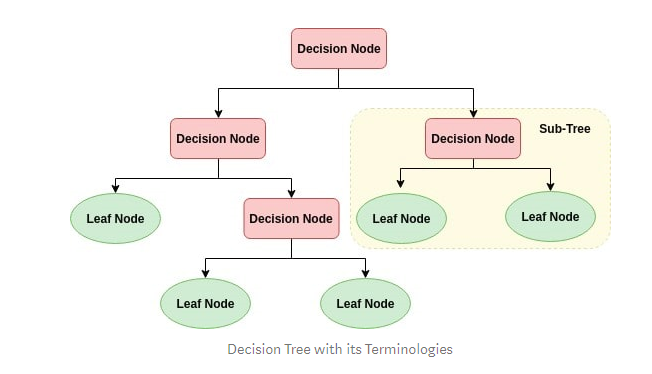 Decision Node
Decision Node
Decision Node
Sub-Tree
Leaf Node
Decision Node
Leaf Node
Leaf Node
Leaf Node
Leaf Node
Decision Tree with its Terminologies